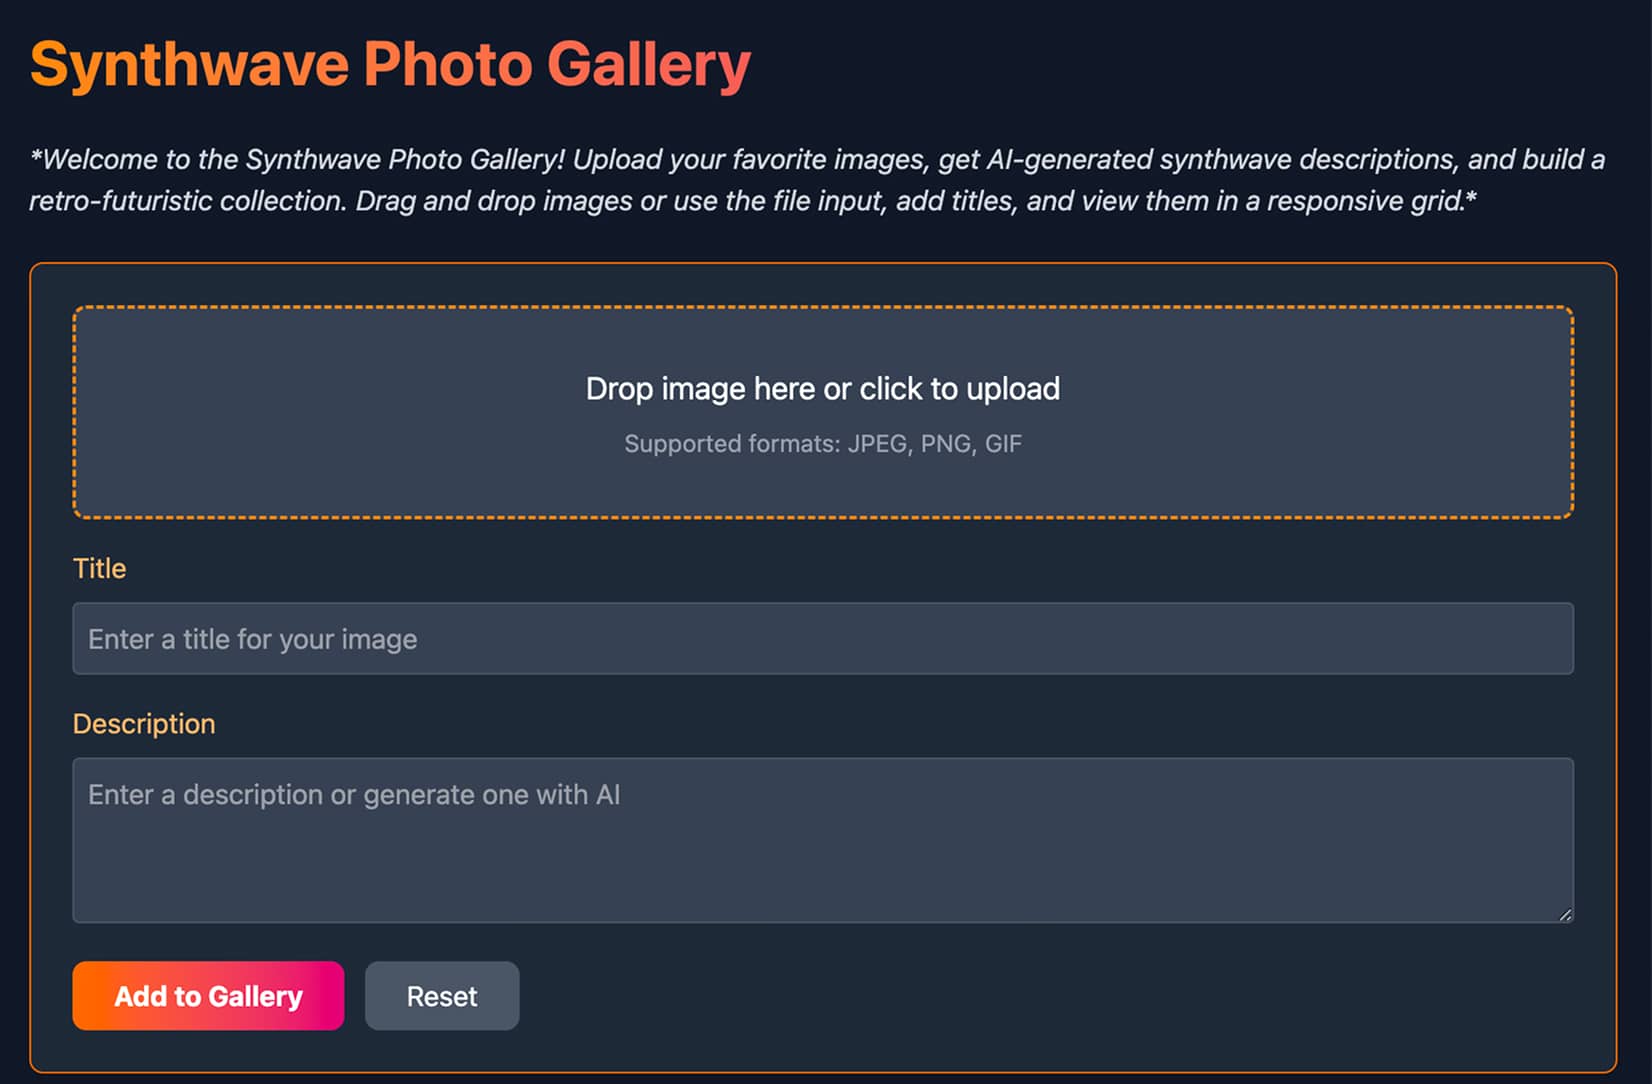 Synthwave Photo Gallery
*Welcome to the Synthwave Photo Gallery! Upload your favorite images, get AI-generated synthwave descriptions, and build a
retro-futuristic collection. Drag and drop images or use the file input, add titles, and view them in a responsive grid.*
Drop image here or click to upload
Supported formats: JPEG, PNG, GIF
Title
Enter a title for your image
Description
Enter a description or generate one with AI
Add to Gallery
Reset